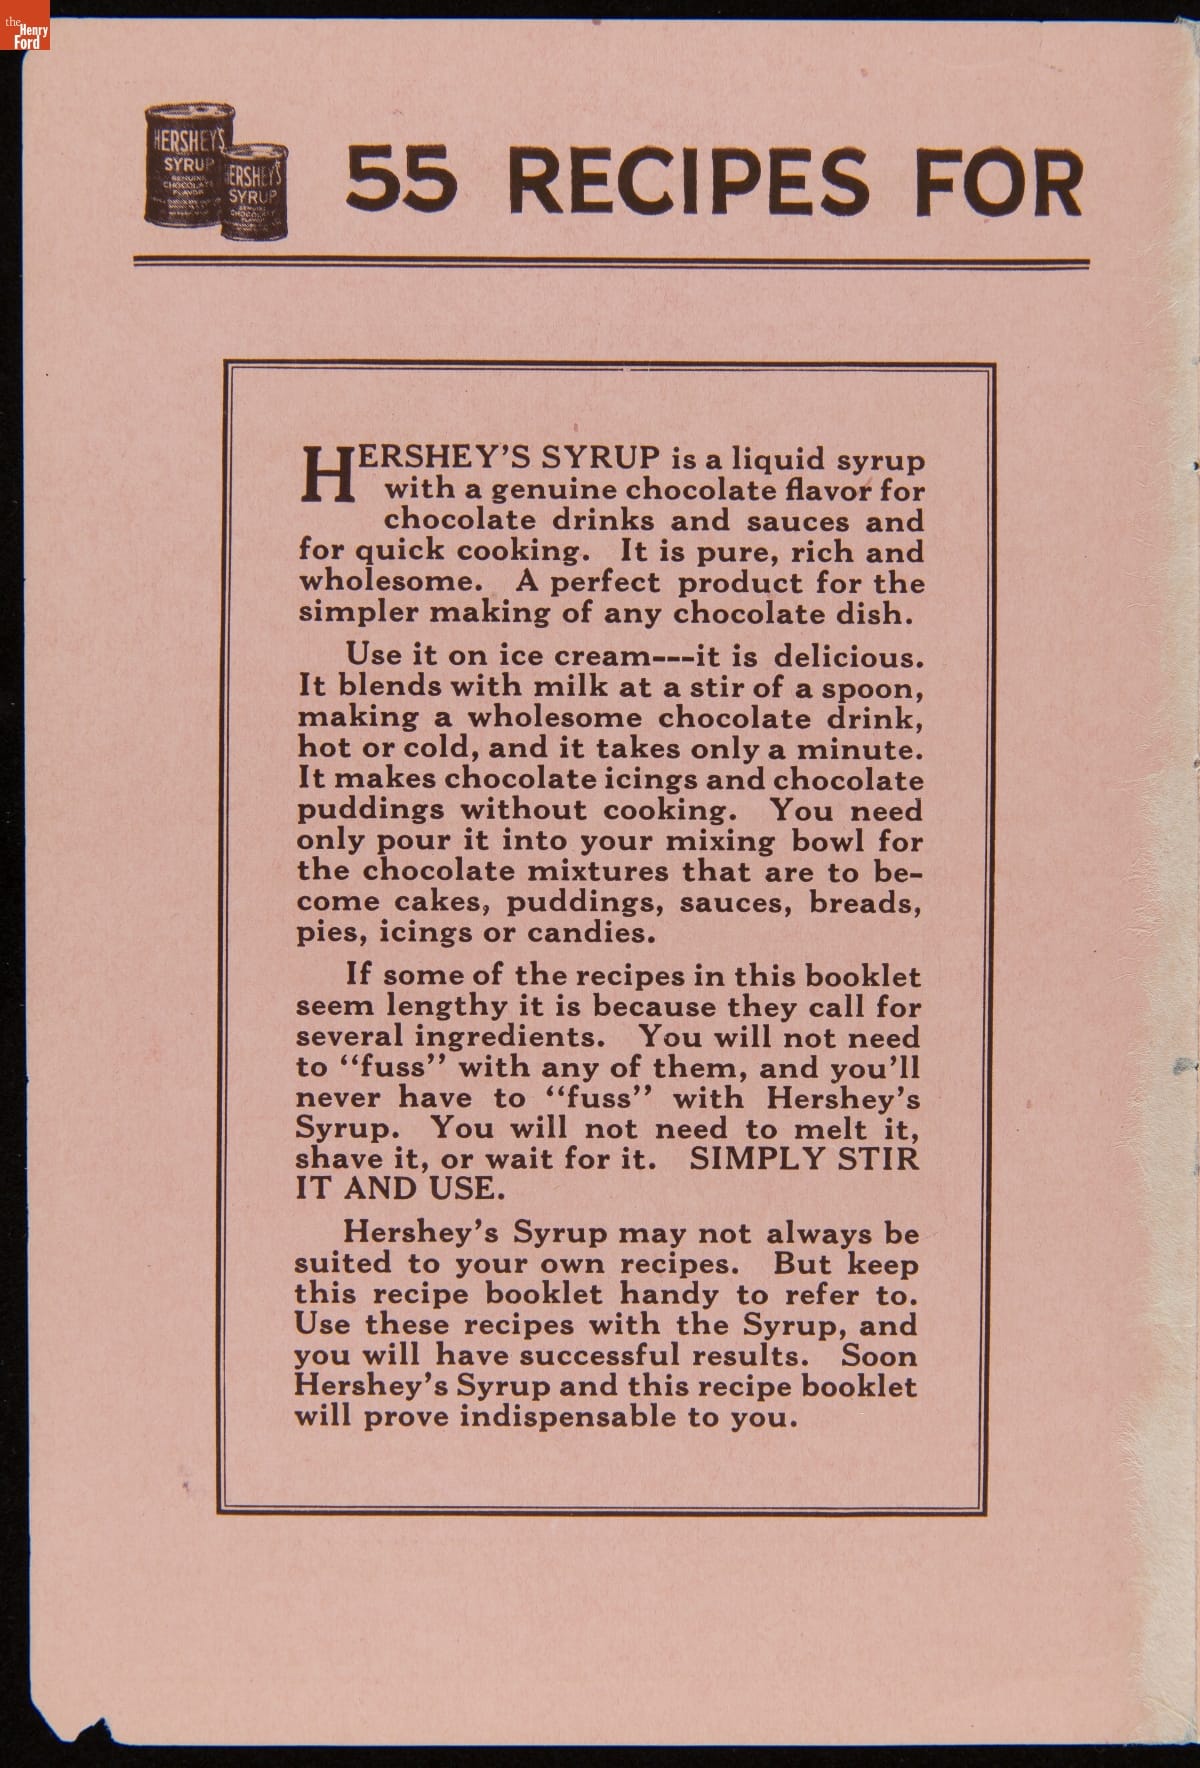 the
Henry
Ford
HERSHEY'S
SYRUP
GENUINE
CHOCOLATE
FLAVOR
HERSHEY'S
SYRUP
GENUINE
CHOCOLATE
FLAVOR
55 RECIPES FOR
HERSHEY'S SYRUP is a liquid syrup
with a genuine chocolate flavor for
chocolate drinks and sauces and
for quick cooking. It is pure, rich and
wholesome. A perfect product for the
simpler making of any chocolate dish.
Use it on ice cream---it is delicious.
It blends with milk at a stir of a spoon,
making a wholesome chocolate drink,
hot or cold, and it takes only a minute.
It makes chocolate icings and chocolate
puddings without cooking. You need
only pour it into your mixing bowl for
the chocolate mixtures that are to be-
come cakes, puddings, sauces, breads,
pies, icings or candies.
If some of the recipes in this booklet
seem lengthy it is because they call for
several ingredients. You will not need
to “fuss” with any of them, and you'll
never have to “fuss” with Hershey's
Syrup. You will not need to melt it,
shave it, or wait for it. SIMPLY STIR
IT AND USE.
Hershey's Syrup may not always be
suited to your own recipes. But keep
this recipe booklet handy to refer to.
Use these recipes with the Syrup, and
you will have successful results. Soon
Hershey's Syrup and this recipe booklet
will prove indispensable to you.